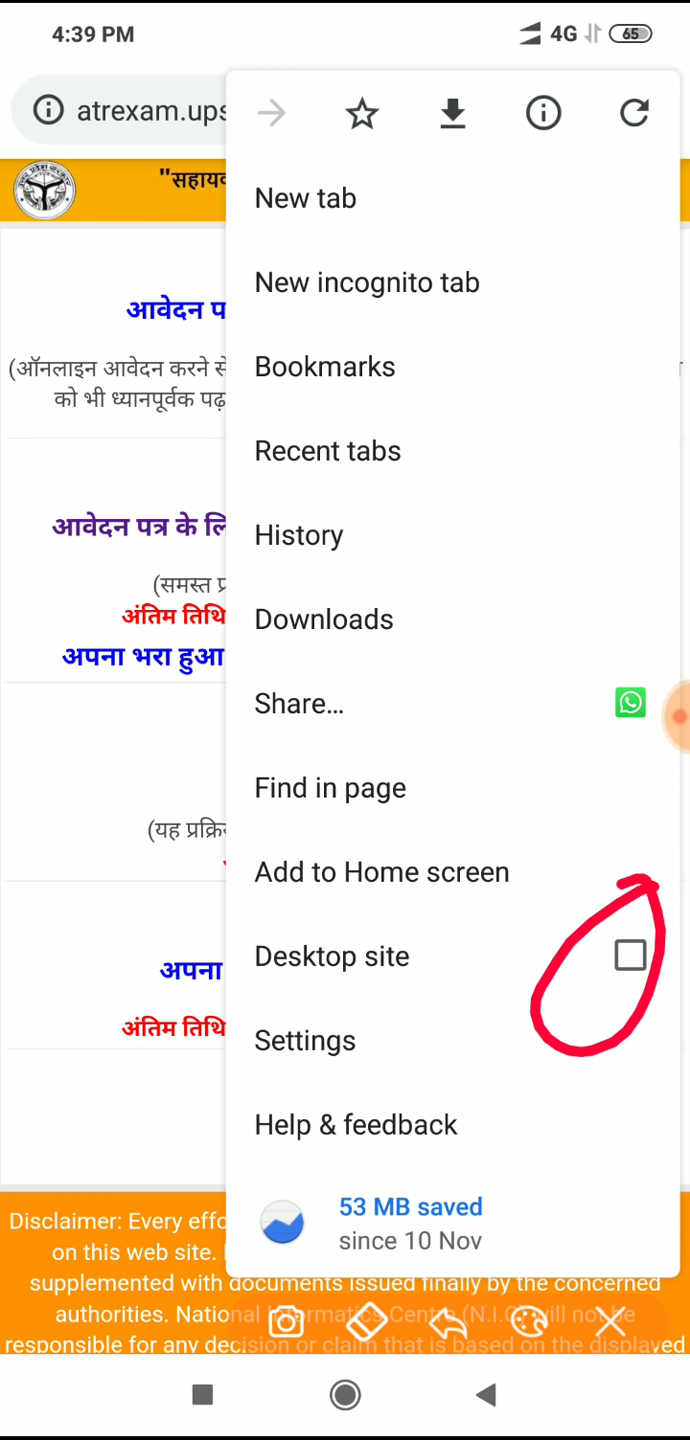 4:39 PM
4G
65
atrexam.ups
"सहायक
New tab
New incognito tab
आवेदन प
(ऑनलाइन आवेदन करने से
को भी ध्यानपूर्वक पढ़
Bookmarks
Recent tabs
आवेदन पत्र के लि
History
(समस्त प्र
अंतिम तिथि
Downloads
अपना भरा हुआ
Share...
Find in page
(यह प्रक्रि
Add to Home screen
Desktop site
अपना
अंतिम तिथि
Settings
Help & feedback
53 MB saved
since 10 Nov
Disclaimer: Every effo
on this web site.
supplemented with documents issued finally by the concerned
authorities. National Informatics Centre (N.I.C) will not be
responsible for any decision or claim that is based on the displayed